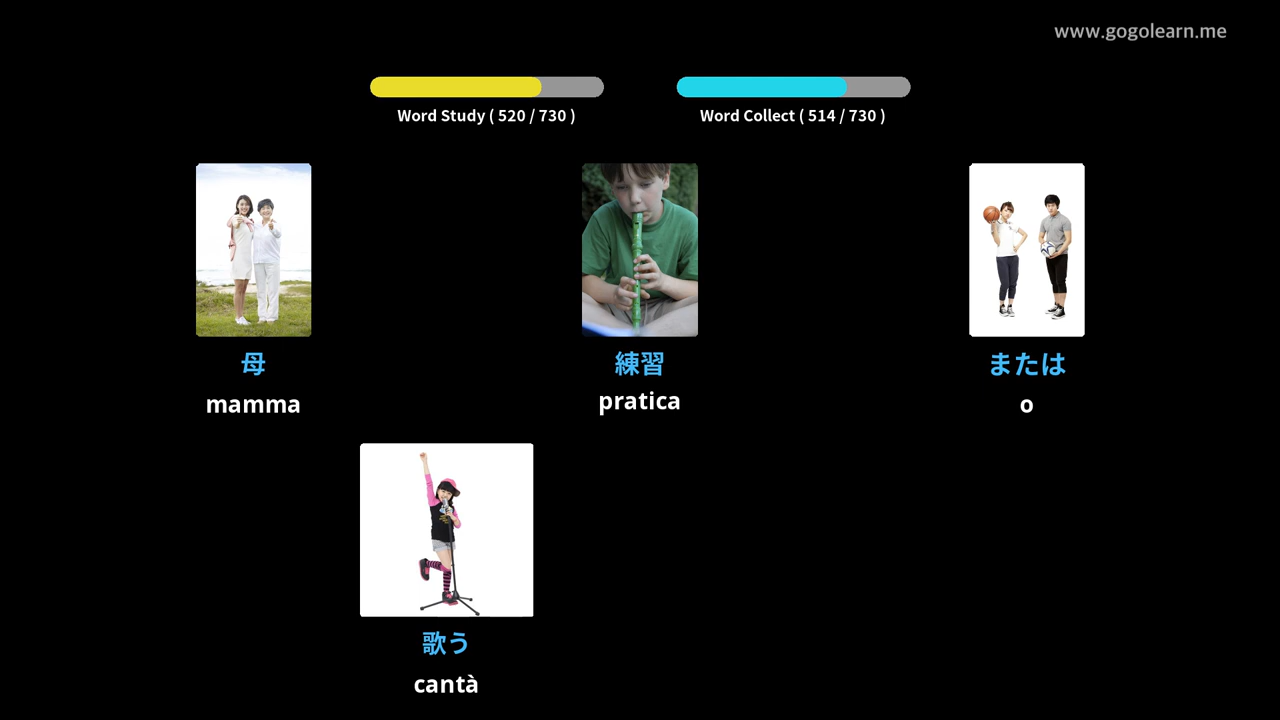 www.gogolearn.me
Word Study ( 520 / 730 )
Word Collect ( 514 / 730 )
母
mamma
練習
pratica
または
o
歌う
cantà